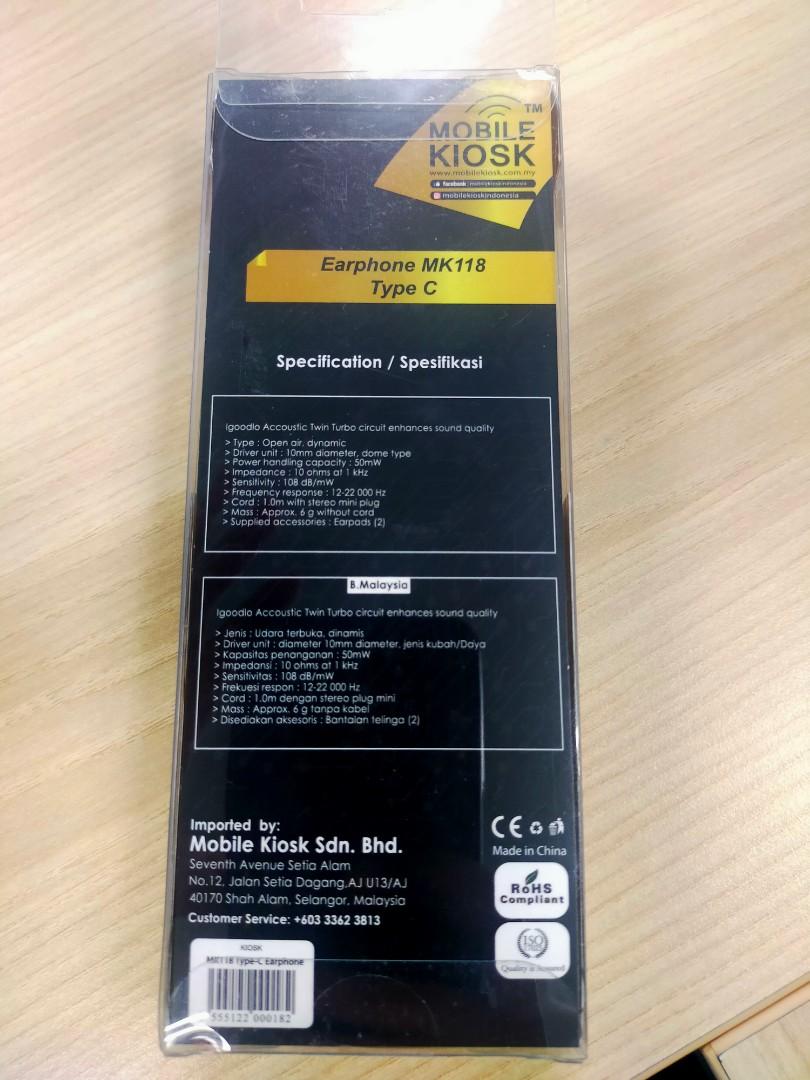 TM
MOBILE
KIOSK
www.mobilekiosk.com.my
facebook : mobilekioskindonesia
mobilekioskindonesia
Earphone MK118
Type C
Specification / Spesifikasi
Igoodlo Accoustic Twin Turbo circuit enhances sound quality
> Type : Open air, dynamic
> Driver unit : 10mm diameter, dome type
> Power handling capacity : 50mW
> Impedance : 10 ohms at 1 kHz
> Sensitivity : 108 dB/mW
> Frequency response : 12-22 000 Hz
> Cord : 1.0m with stereo mini plug
> Mass : Approx. 6 g without cord
> Supplied accessories : Earpads (2)
B.Malaysia
Igoodlo Accoustic Twin Turbo circuit enhances sound quality
> Jenis : Udara terbuka, dinamis
> Driver unit : diameter 10mm diameter, jenis kubah/Daya
> Kapasitas penanganan : 50mW
> Impedansi : 10 ohms at 1 kHz
> Sensitivitas : 108 dB/mW
> Frekuesi respon : 12-22 000 Hz
> Cord : 1.0m dengan stereo plug mini
> Mass : Approx. 6 g tanpa kabel
> Disediakan aksesoris : Bantalan telinga (2)
Imported by:
Mobile Kiosk Sdn. Bhd.
Seventh Avenue Setia Alam
No.12, Jalan Setia Dagang,AJ U13/AJ
40170 Shah Alam, Selangor, Malaysia
Customer Service: +603 3362 3813
CE
Made in China
RoHS
Compliant
ISO
Quality is Assured
KIOSK
MK118 Type-C Earphone
555122 000182